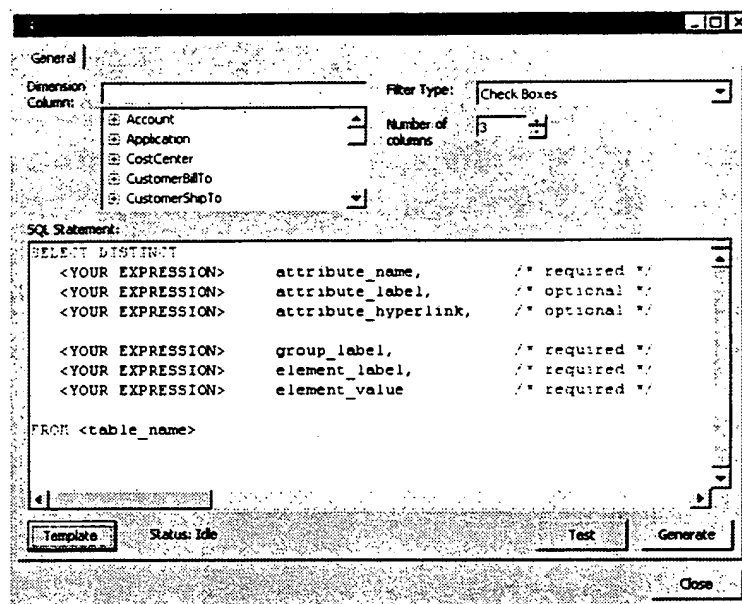 General
Dimension Column:
Filter Type: Check Boxes
Account
Application
CostCenter
CustomerBillTo
CustomerShipTo
Number of columns 3
SQL Statement:
SELECT DISTINCT
<YOUR EXPRESSION> attribute_name, /* required */
<YOUR EXPRESSION> attribute_label, /* optional */
<YOUR EXPRESSION> attribute_hyperlink, /* optional */
<YOUR EXPRESSION> group_label, /* required */
<YOUR EXPRESSION> element_label, /* required */
<YOUR EXPRESSION> element_value /* required */
FROM <table_name>
Template Status: Idle Test Generate
Close